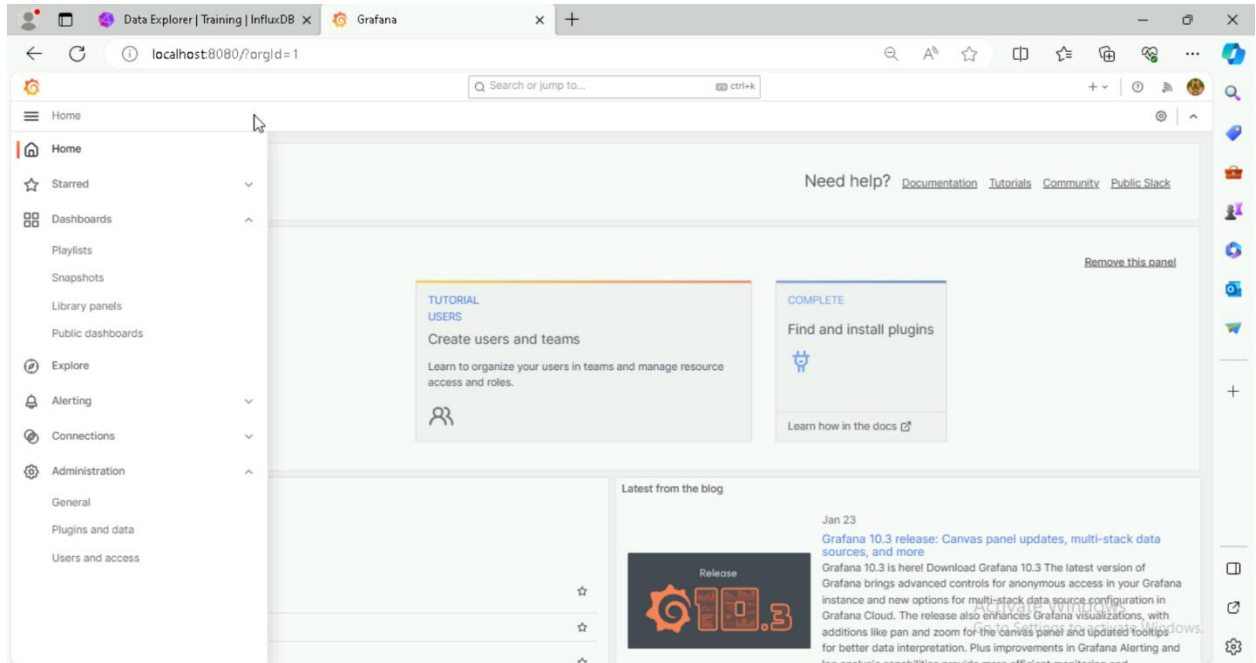 Data Explorer | Training | InfluxDB
Grafana
localhost:8080/?orgId=1
Search or jump to...
ctrl+k
Home
Home
Starred
Dashboards
Playlists
Snapshots
Library panels
Public dashboards
Explore
Alerting
Connections
Administration
General
Plugins and data
Users and access
Need help?
Documentation
Tutorials
Community
Public Slack
Remove this panel
TUTORIAL
USERS
Create users and teams
Learn to organize your users in teams and manage resource
access and roles.
COMPLETE
Find and install plugins
Learn how in the docs
Latest from the blog
Release
10.3
Jan 23
Grafana 10.3 release: Canvas panel updates, multi-stack data
sources, and more
Grafana 10.3 is here! Download Grafana 10.3 The latest version of
Grafana brings advanced controls for anonymous access in your Grafana
instance and new options for multi-stack data source configuration in
Grafana Cloud. The release also enhances Grafana visualizations, with
additions like pan and zoom for the canvas panel and updated tooltips
for better data interpretation. Plus improvements in Grafana Alerting and
Activate Windows
Go to Settings to activate Windows.